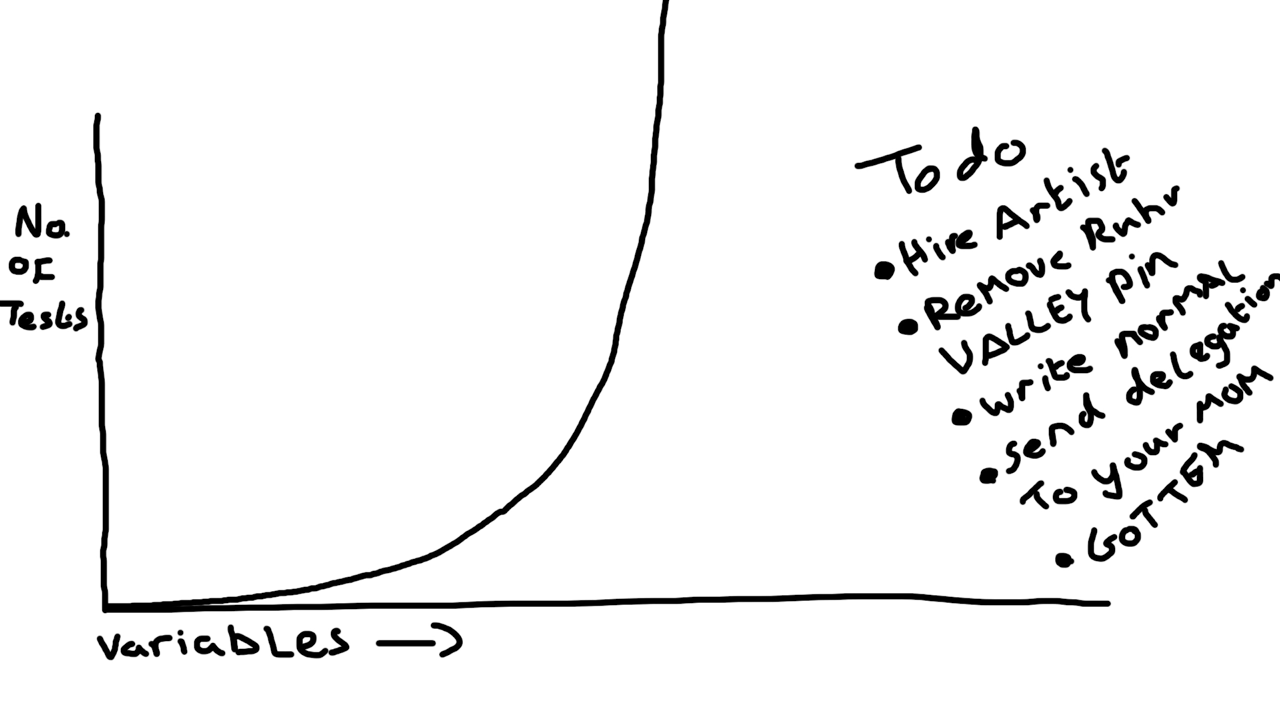 No.
of
Tests
variables →
To do
• Hire Artist
• Remove Ruhr
VALLEY pin
• write normal
• send delegation
To your mom
• GOTTEM